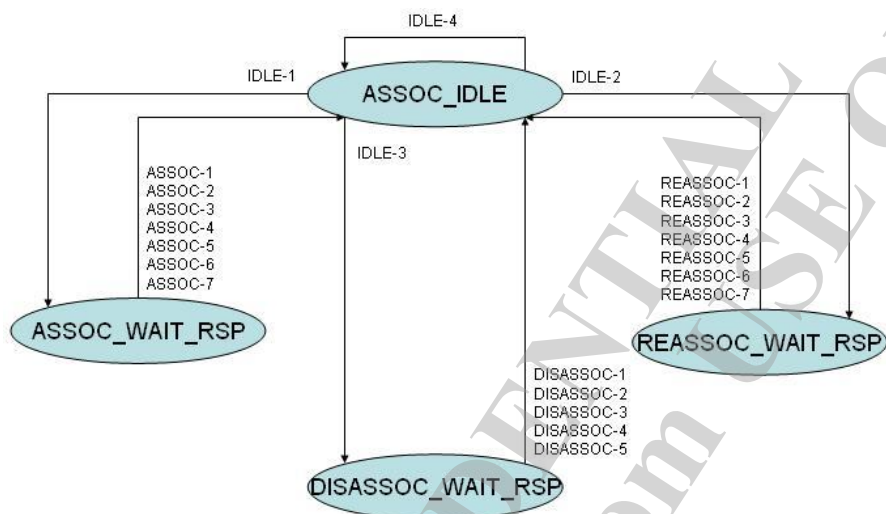 IDLE-4
IDLE-1
IDLE-2
ASSOC_IDLE
IDLE-3
ASSOC-1
ASSOC-2
ASSOC-3
ASSOC-4
ASSOC-5
ASSOC-6
ASSOC-7
REASSOC-1
REASSOC-2
REASSOC-3
REASSOC-4
REASSOC-5
REASSOC-6
REASSOC-7
ASSOC_WAIT_RSP
REASSOC_WAIT_RSP
DISASSOC-1
DISASSOC-2
DISASSOC-3
DISASSOC-4
DISASSOC-5
DISASSOC_WAIT_RSP